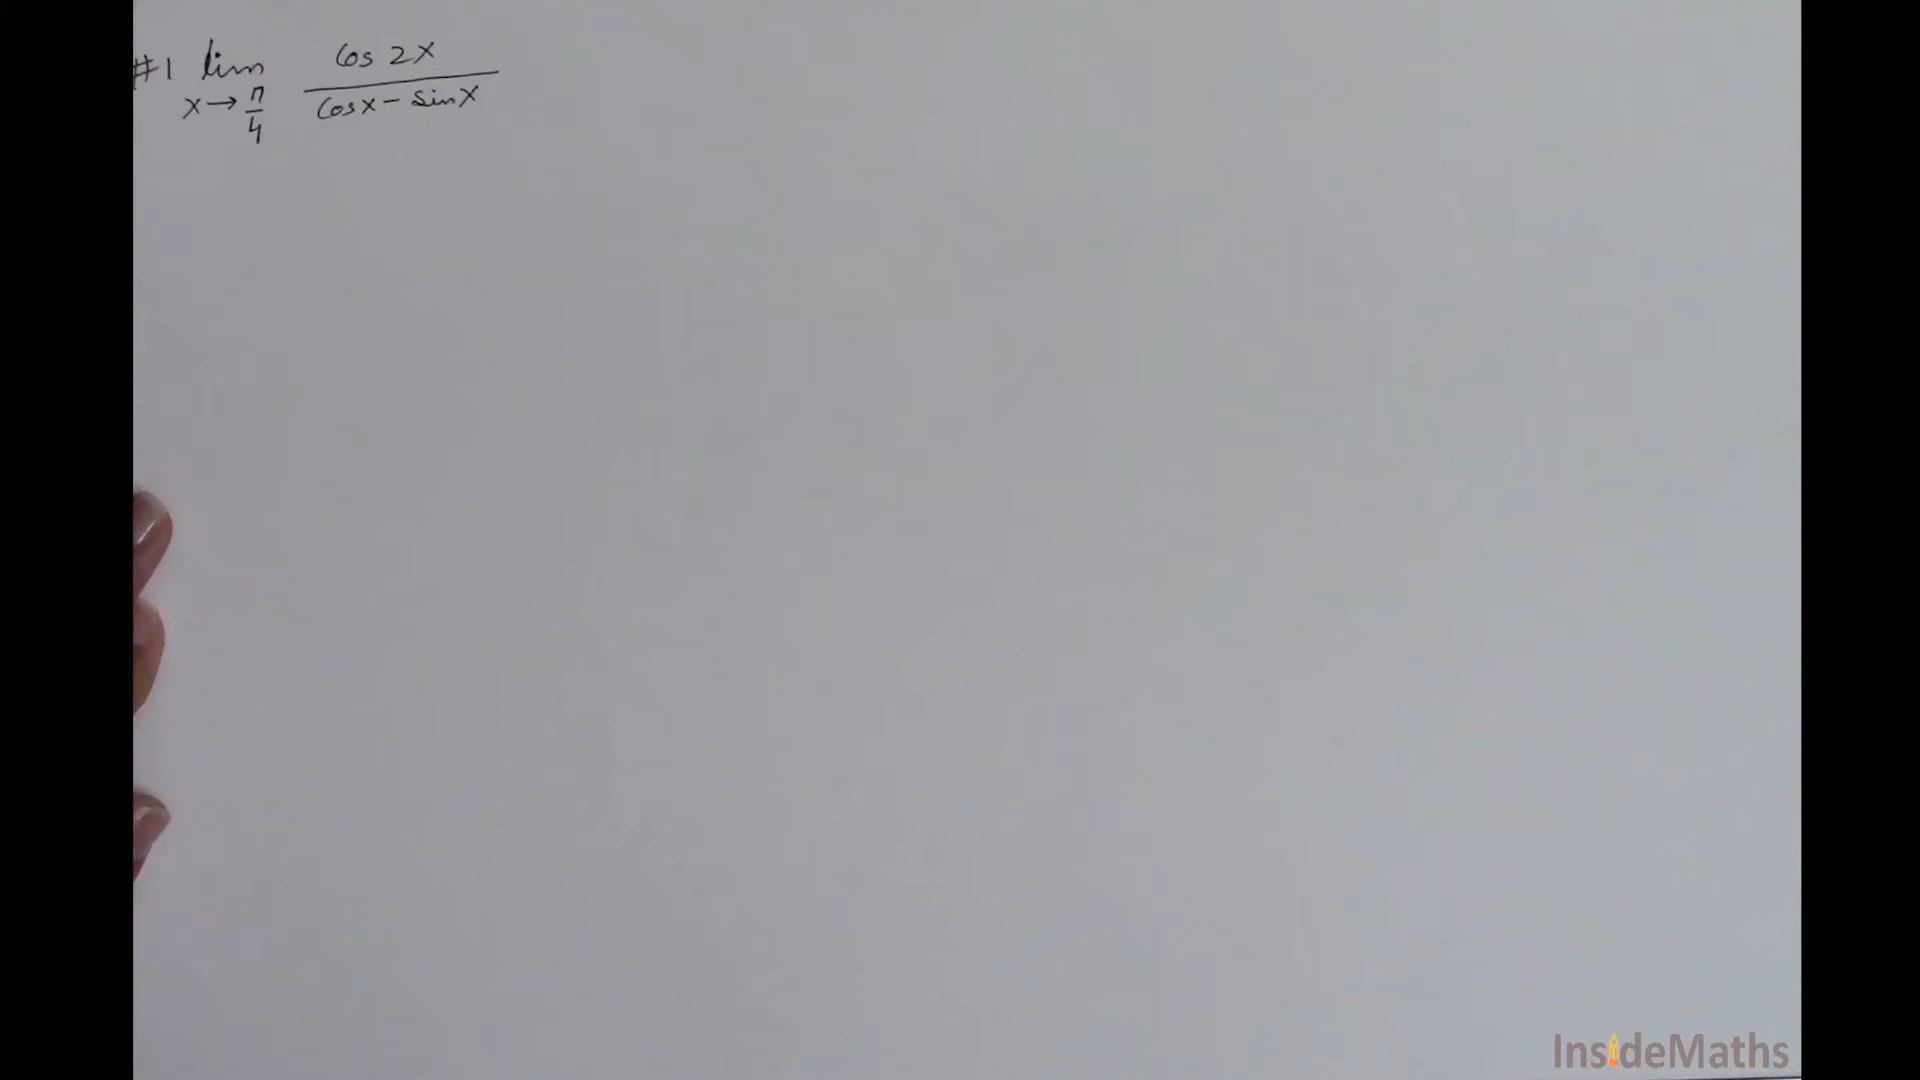 #1 lim cos 2x
x→π/4 cosx - sinx
InsideMaths